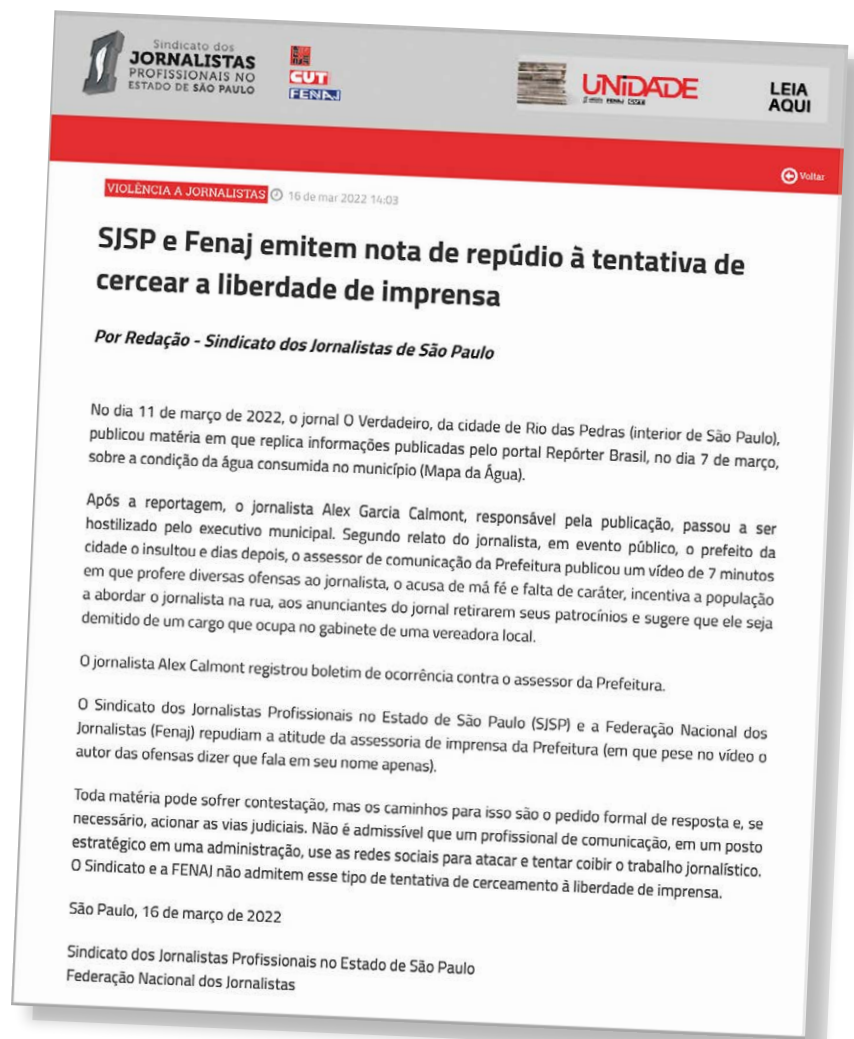 Sindicato dos
JORNALISTAS
PROFISSIONAIS NO
ESTADO DE SÃO PAULO
CUT
FENAJ
UNIDADE
FENAJ CUT
LEIA
AQUI
Voltar
VIOLÊNCIA A JORNALISTAS 16 de mar 2022 14:03
SJSP e Fenaj emitem nota de repúdio à tentativa de
cercear a liberdade de imprensa
Por Redação - Sindicato dos Jornalistas de São Paulo
No dia 11 de março de 2022, o jornal O Verdadeiro, da cidade de Rio das Pedras (interior de São Paulo),
publicou matéria em que replica informações publicadas pelo portal Repórter Brasil, no dia 7 de março,
sobre a condição da água consumida no município (Mapa da Água).
Após a reportagem, o jornalista Alex Garcia Calmont, responsável pela publicação, passou a ser
hostilizado pelo executivo municipal. Segundo relato do jornalista, em evento público, o prefeito da
cidade o insultou e dias depois, o assessor de comunicação da Prefeitura publicou um vídeo de 7 minutos
em que profere diversas ofensas ao jornalista, o acusa de má fé e falta de caráter, incentiva a população
a abordar o jornalista na rua, aos anunciantes do jornal retirarem seus patrocínios e sugere que ele seja
demitido de um cargo que ocupa no gabinete de uma vereadora local.
O jornalista Alex Calmont registrou boletim de ocorrência contra o assessor da Prefeitura.
O Sindicato dos Jornalistas Profissionais no Estado de São Paulo (SJSP) e a Federação Nacional dos
Jornalistas (Fenaj) repudiam a atitude da assessoria de imprensa da Prefeitura (em que pese no vídeo o
autor das ofensas dizer que fala em seu nome apenas).
Toda matéria pode sofrer contestação, mas os caminhos para isso são o pedido formal de resposta e, se
necessário, acionar as vias judiciais. Não é admissível que um profissional de comunicação, em um posto
estratégico em uma administração, use as redes sociais para atacar e tentar coibir o trabalho jornalístico.
O Sindicato e a FENAJ não admitem esse tipo de tentativa de cerceamento à liberdade de imprensa.
São Paulo, 16 de março de 2022
Sindicato dos Jornalistas Profissionais no Estado de São Paulo
Federação Nacional dos Jornalistas